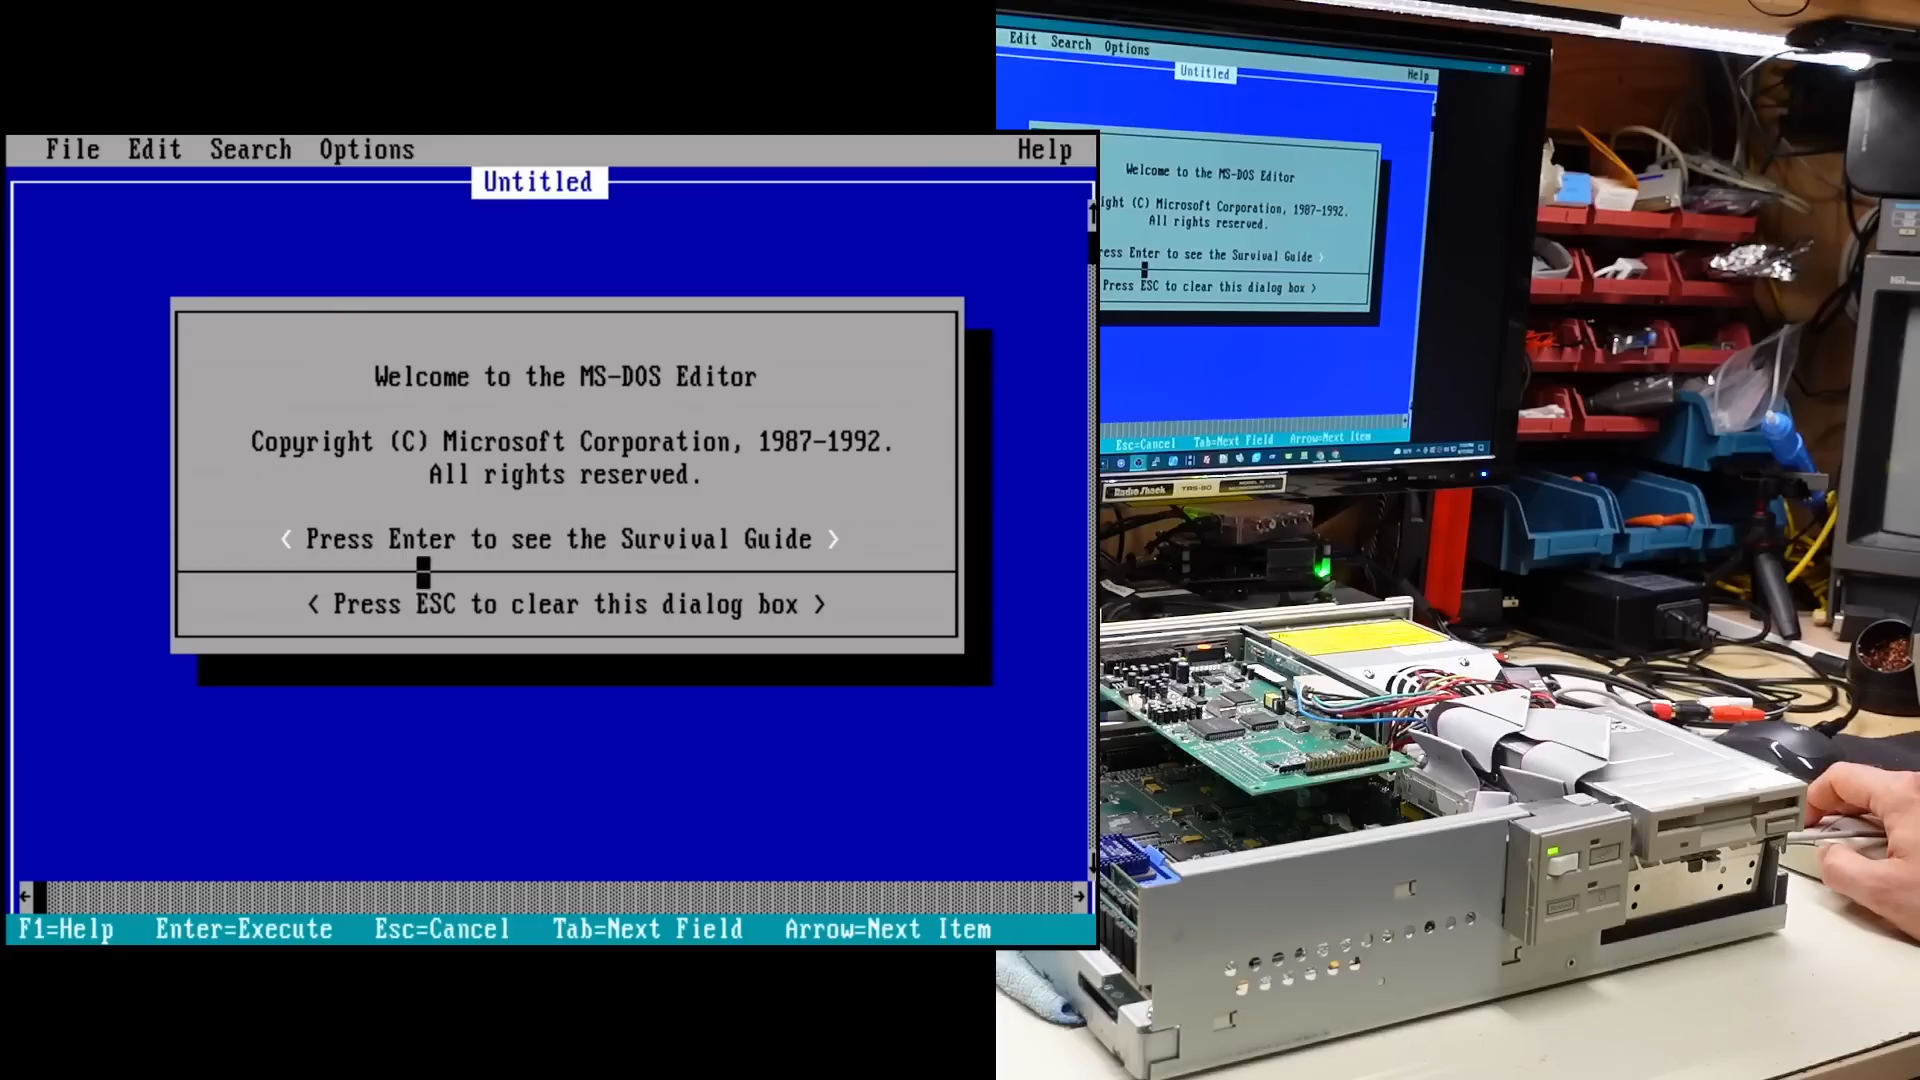 File Edit Search Options Help
Untitled
Welcome to the MS-DOS Editor
Copyright (C) Microsoft Corporation, 1987-1992.
All rights reserved.
< Press Enter to see the Survival Guide >
< Press ESC to clear this dialog box >
F1=Help Enter=Execute Esc=Cancel Tab=Next Field Arrow=Next Item
Edit Search Options Help
Untitled
Welcome to the MS-DOS Editor
ight (C) Microsoft Corporation, 1987-1992.
All rights reserved.
ress Enter to see the Survival Guide >
Press ESC to clear this dialog box >
Esc=Cancel Tab=Next Field Arrow=Next Item
Radio Shack TRS-80